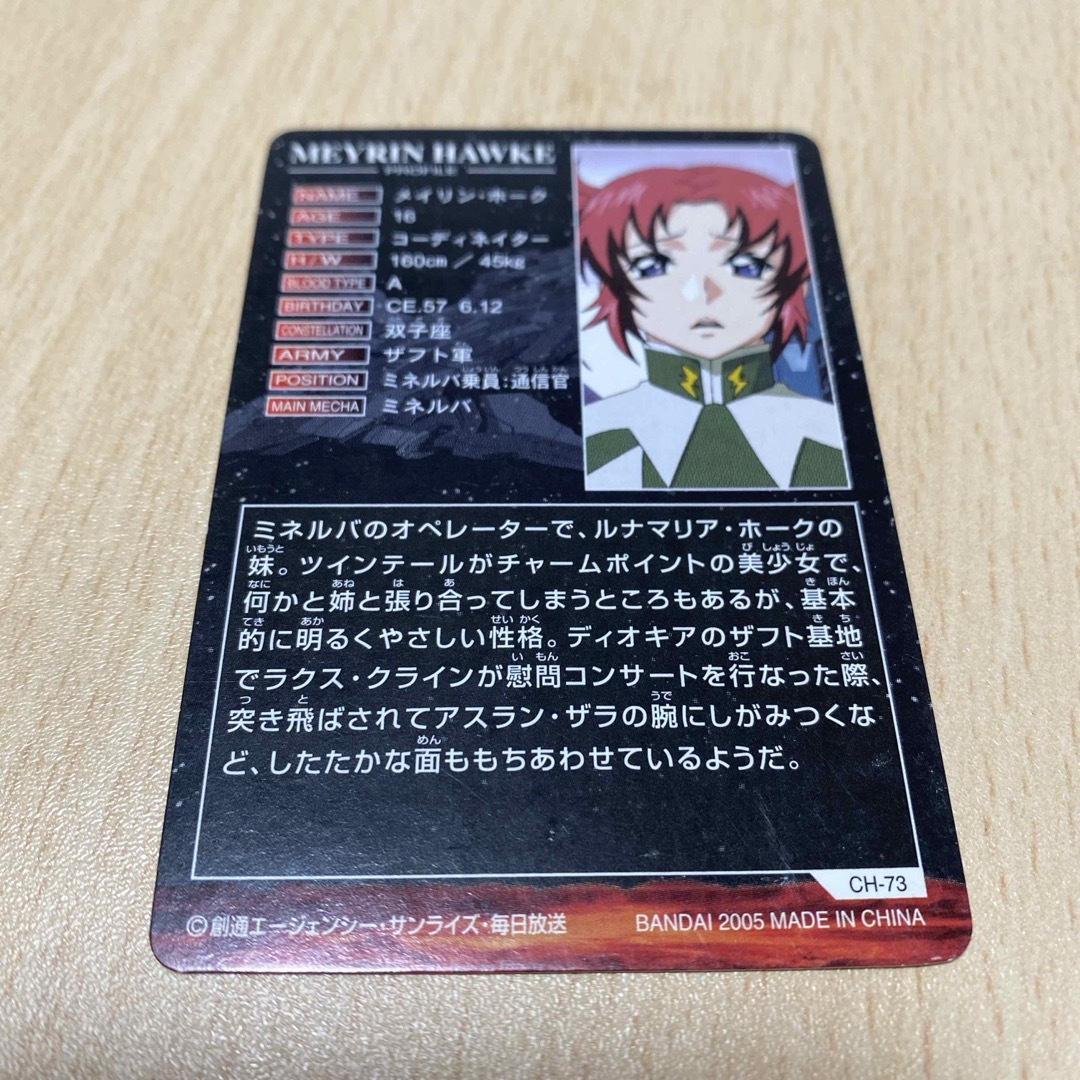 MEYRIN HAWKE
PROFILE
NAME メイリン・ホーク
AGE 16
TYPE コーディネイター
H/W 160cm / 45kg
BLOOD TYPE A
BIRTHDAY CE.57 6.12
CONSTELLATION 双子座
ARMY ザフト軍
POSITION ミネルバ乗員:通信官
MAIN MECHA ミネルバ
ミネルバのオペレーターで、ルナマリア・ホークの
妹。ツインテールがチャームポイントの美少女で、
何かと姉と張り合ってしまうところもあるが、基本
的に明るくやさしい性格。ディオキアのザフト基地
でラクス・クラインが慰問コンサートを行なった際、
突き飛ばされてアスラン・ザラの腕にしがみつくな
ど、したたかな面ももちあわせているようだ。
CH-73
©創通エージェンシー・サンライズ・毎日放送 BANDAI 2005 MADE IN CHINA